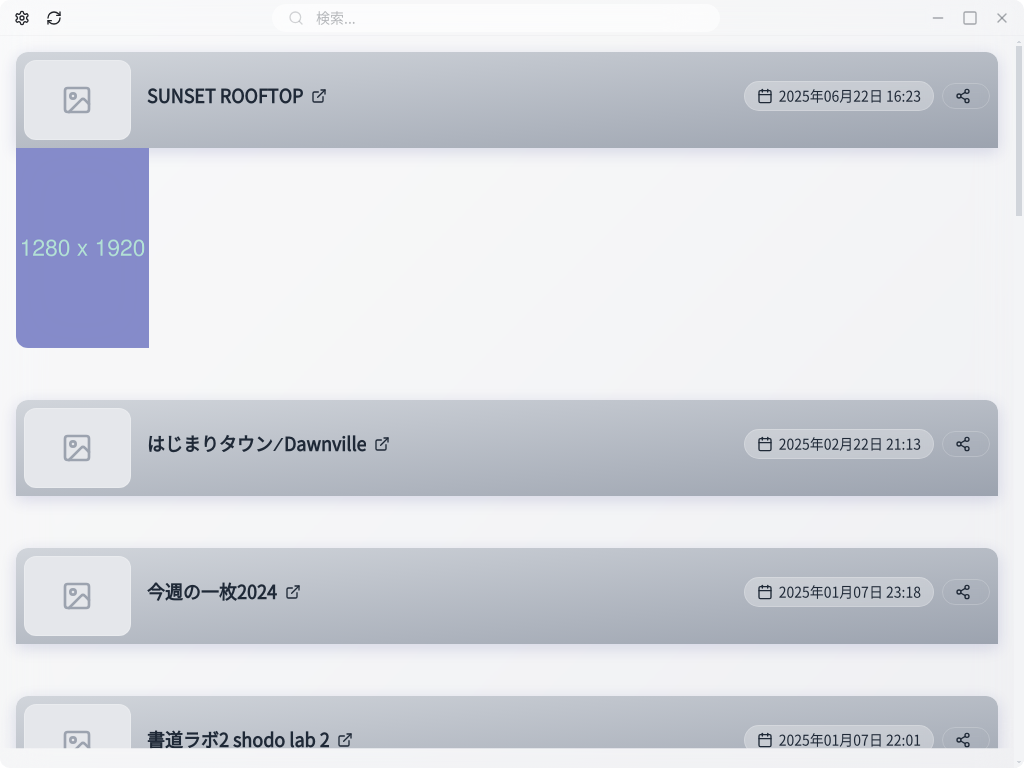 検索...
SUNSET ROOFTOP
2025年06月22日 16:23
1280 x 1920
はじまりタウン⁄Dawnville
2025年02月22日 21:13
今週の一枚2024
2025年01月07日 23:18
書道ラボ2 shodo lab 2
2025年01月07日 22:01